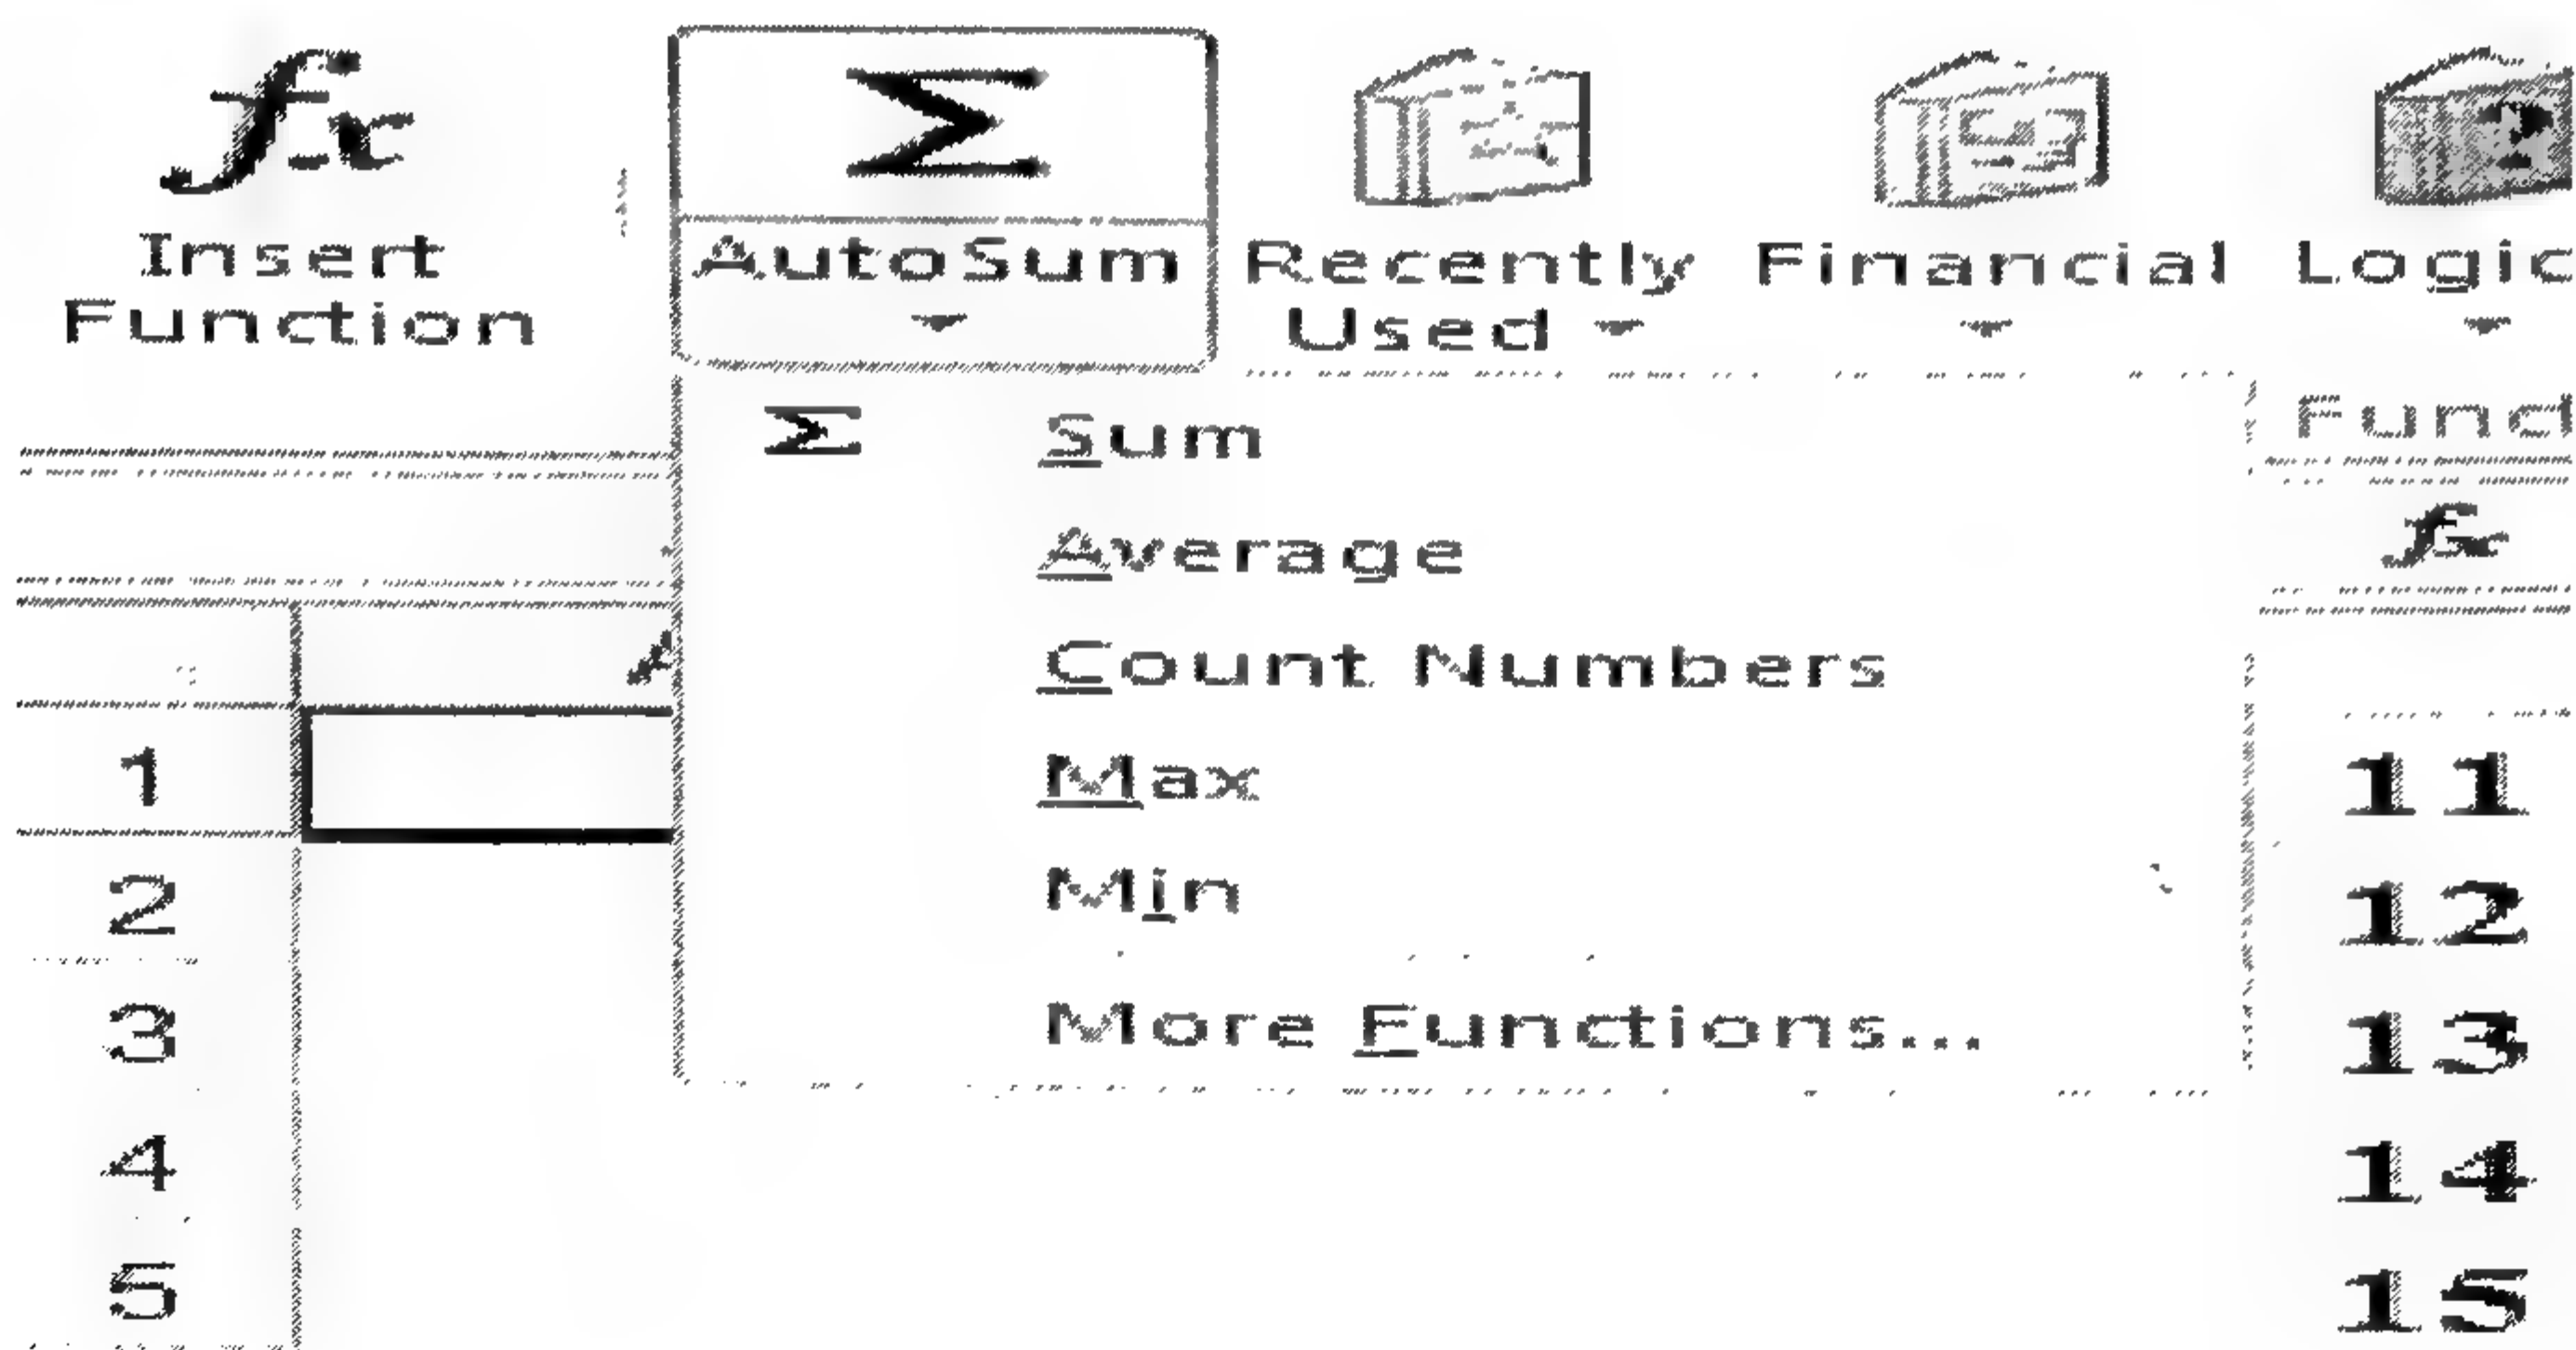 fx
Σ
Insert
Function
AutoSum
Recently
Used
Financial
Logic
Σ Sum
Average
Count Numbers
Max
Min
More Functions...
Func
fx
1
2
3
4
5
11
12
13
14
15